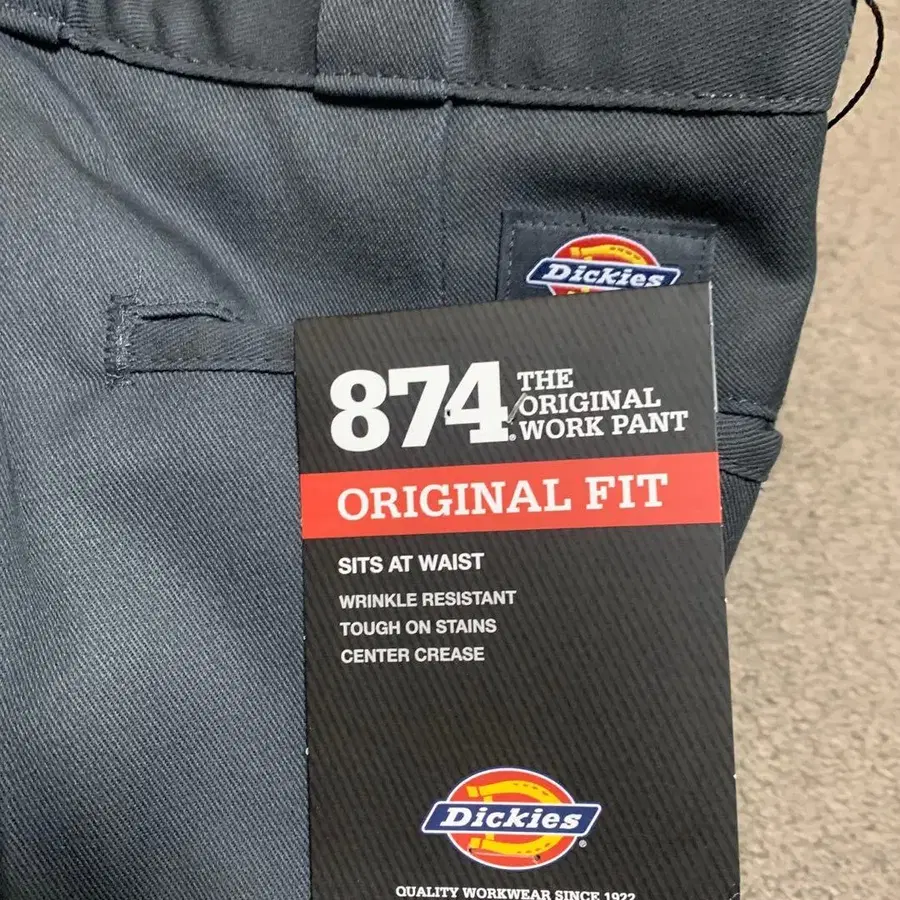 Dickies
874
THE
ORIGINAL
WORK PANT
ORIGINAL FIT
SITS AT WAIST
WRINKLE RESISTANT
TOUGH ON STAINS
CENTER CREASE
Dickies®
QUALITY WORKWEAR SINCE 1922